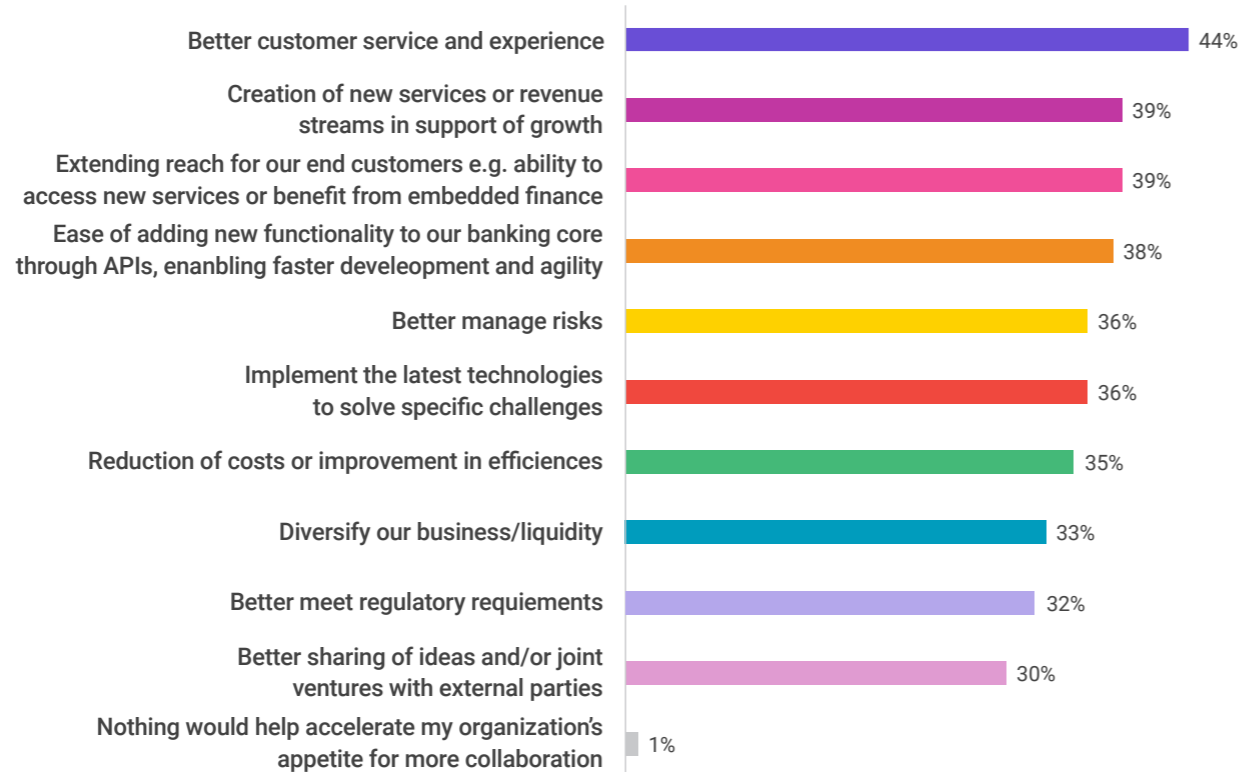 Better customer service and experience
44%
Creation of new services or revenue
streams in support of growth
39%
Extending reach for our end customers e.g. ability to
access new services or benefit from embedded finance
39%
Ease of adding new functionality to our banking core
through APIs, enanbling faster develeopment and agility
38%
Better manage risks
36%
Implement the latest technologies
to solve specific challenges
36%
Reduction of costs or improvement in efficiences
35%
Diversify our business/liquidity
33%
Better meet regulatory requiements
32%
Better sharing of ideas and/or joint
ventures with external parties
30%
Nothing would help accelerate my organization's
appetite for more collaboration
1%